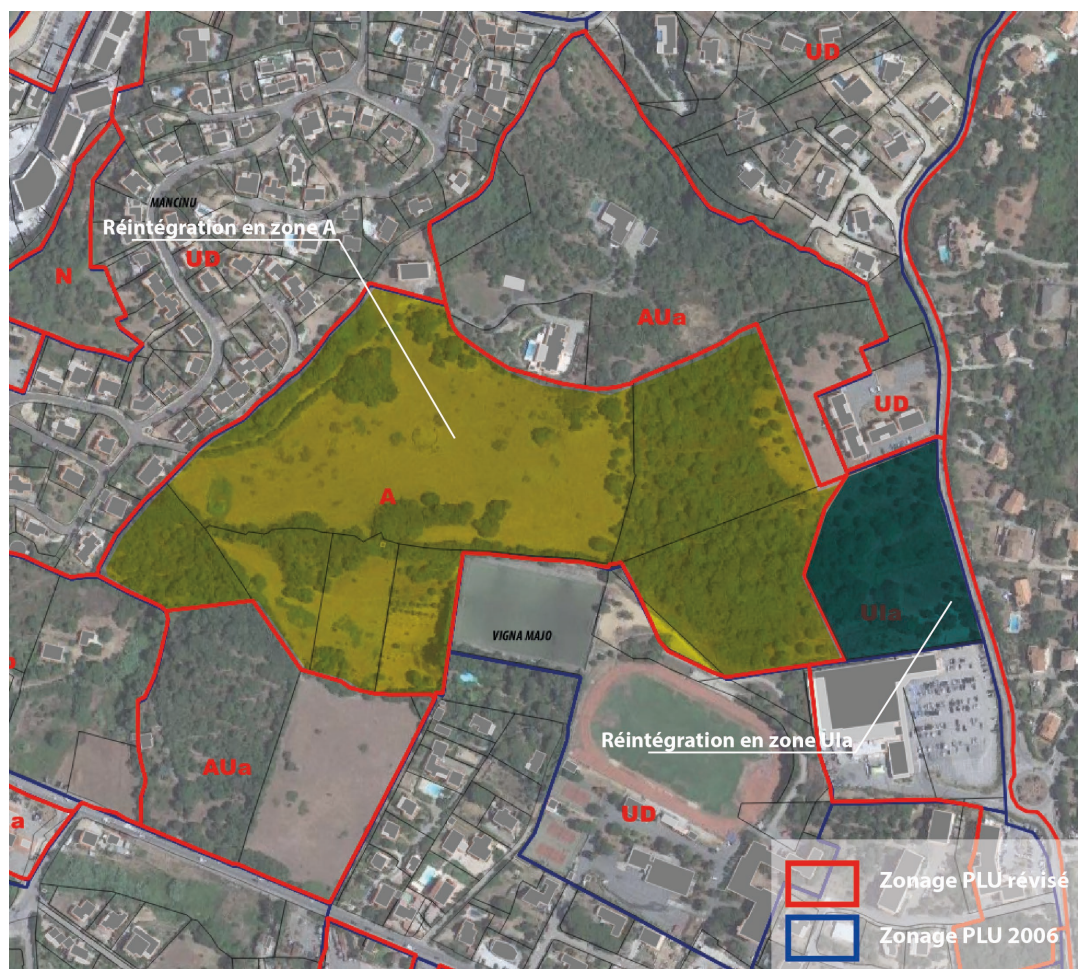 UD
MANCINU
Réintégration en zone A
UD
N
AUa
UD
A
UIa
VIGNA MAJO
Réintégration en zone UIa
AUa
UD
a
Zonage PLU révisé
Zonage PLU 2006